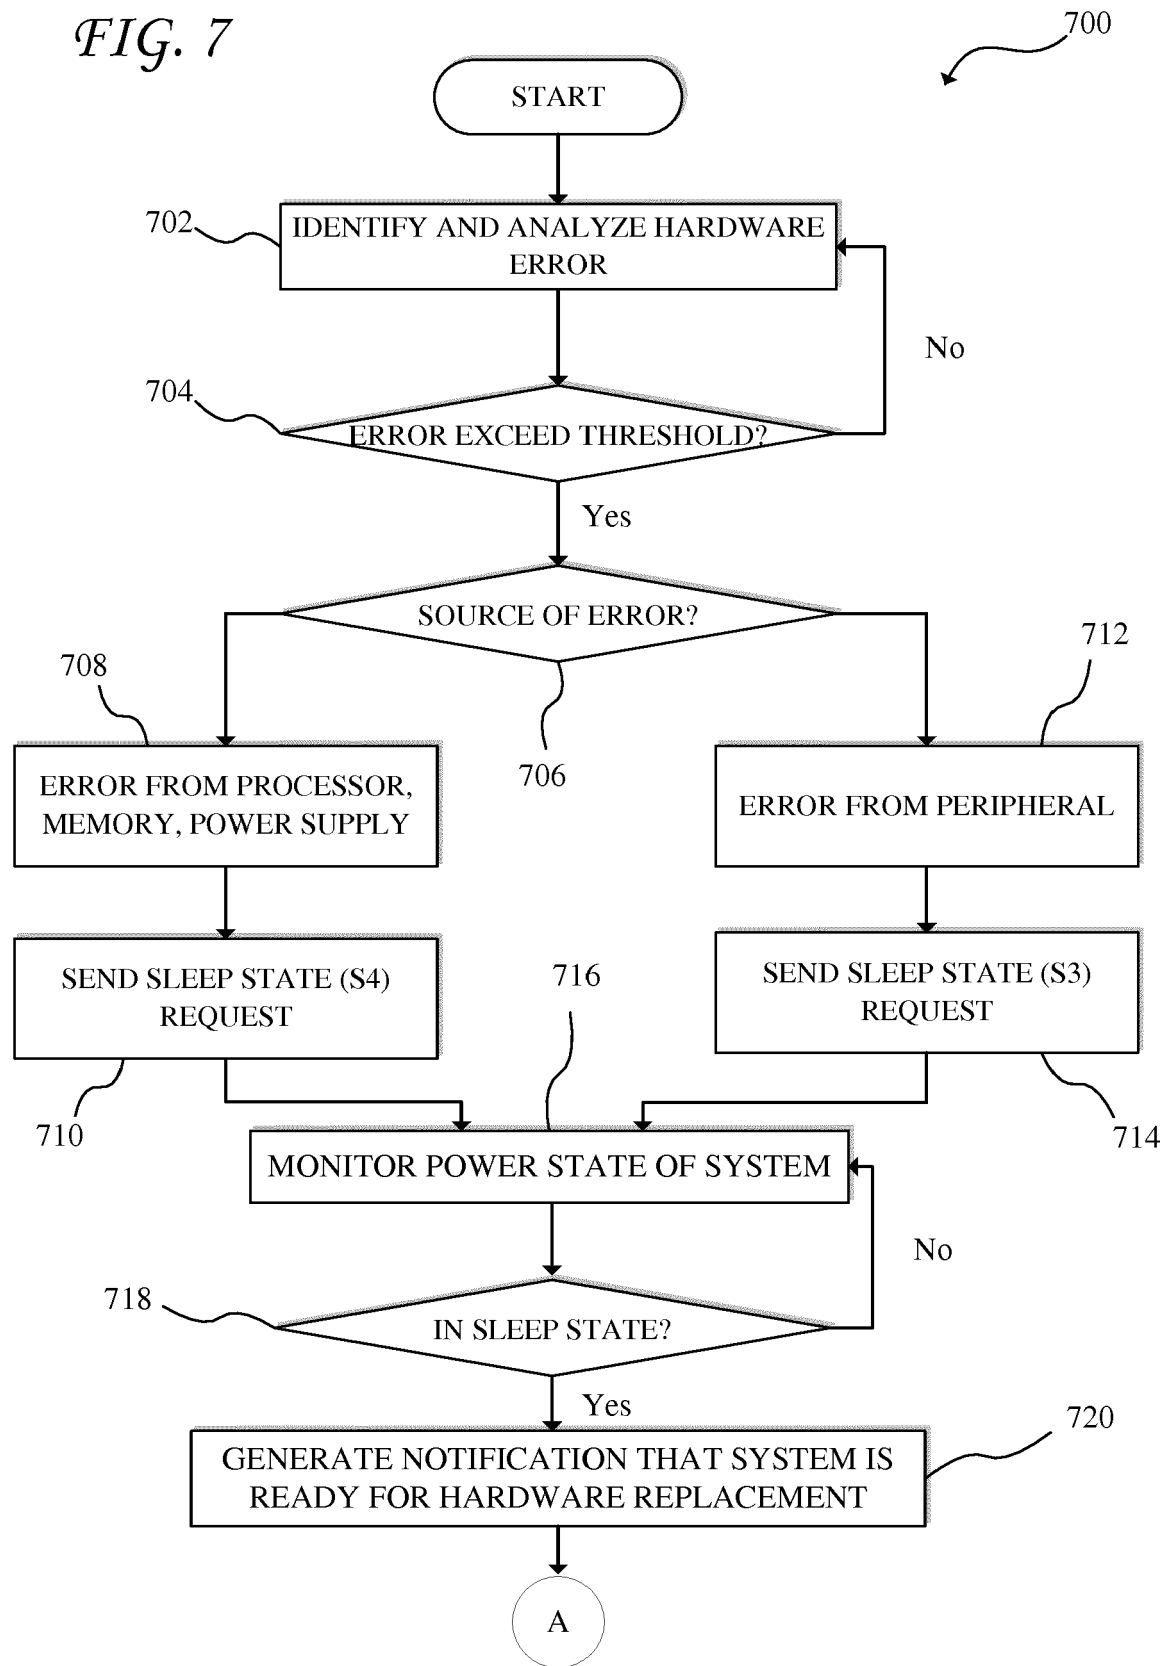 FIG. 7
700
START
702
IDENTIFY AND ANALYZE HARDWARE
ERROR
No
704
ERROR EXCEED THRESHOLD?
Yes
SOURCE OF ERROR?
706
708
712
ERROR FROM PROCESSOR,
MEMORY, POWER SUPPLY
ERROR FROM PERIPHERAL
SEND SLEEP STATE (S4)
REQUEST
716
SEND SLEEP STATE (S3)
REQUEST
710
714
MONITOR POWER STATE OF SYSTEM
No
718
IN SLEEP STATE?
Yes
720
GENERATE NOTIFICATION THAT SYSTEM IS
READY FOR HARDWARE REPLACEMENT
A